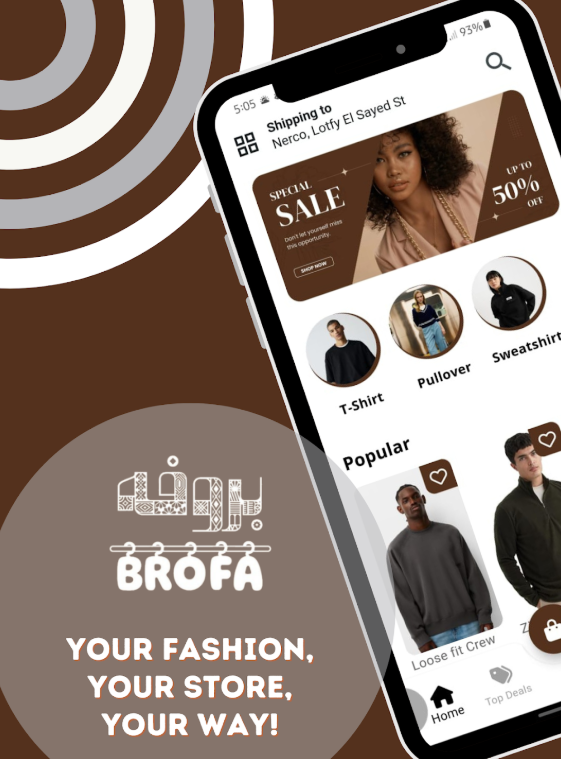 5:05
93%
Shipping to
Nerco, Lotfy El Sayed St
SPECIAL
SALE
Don't let yourself miss
this opportunity.
SHOP NOW
UP TO
50%
OFF
T-Shirt
Pullover
Sweatshirt
Popular
Loose fit Crew
Home
Top Deals
بروفه
BROFA
YOUR FASHION,
YOUR STORE,
YOUR WAY!